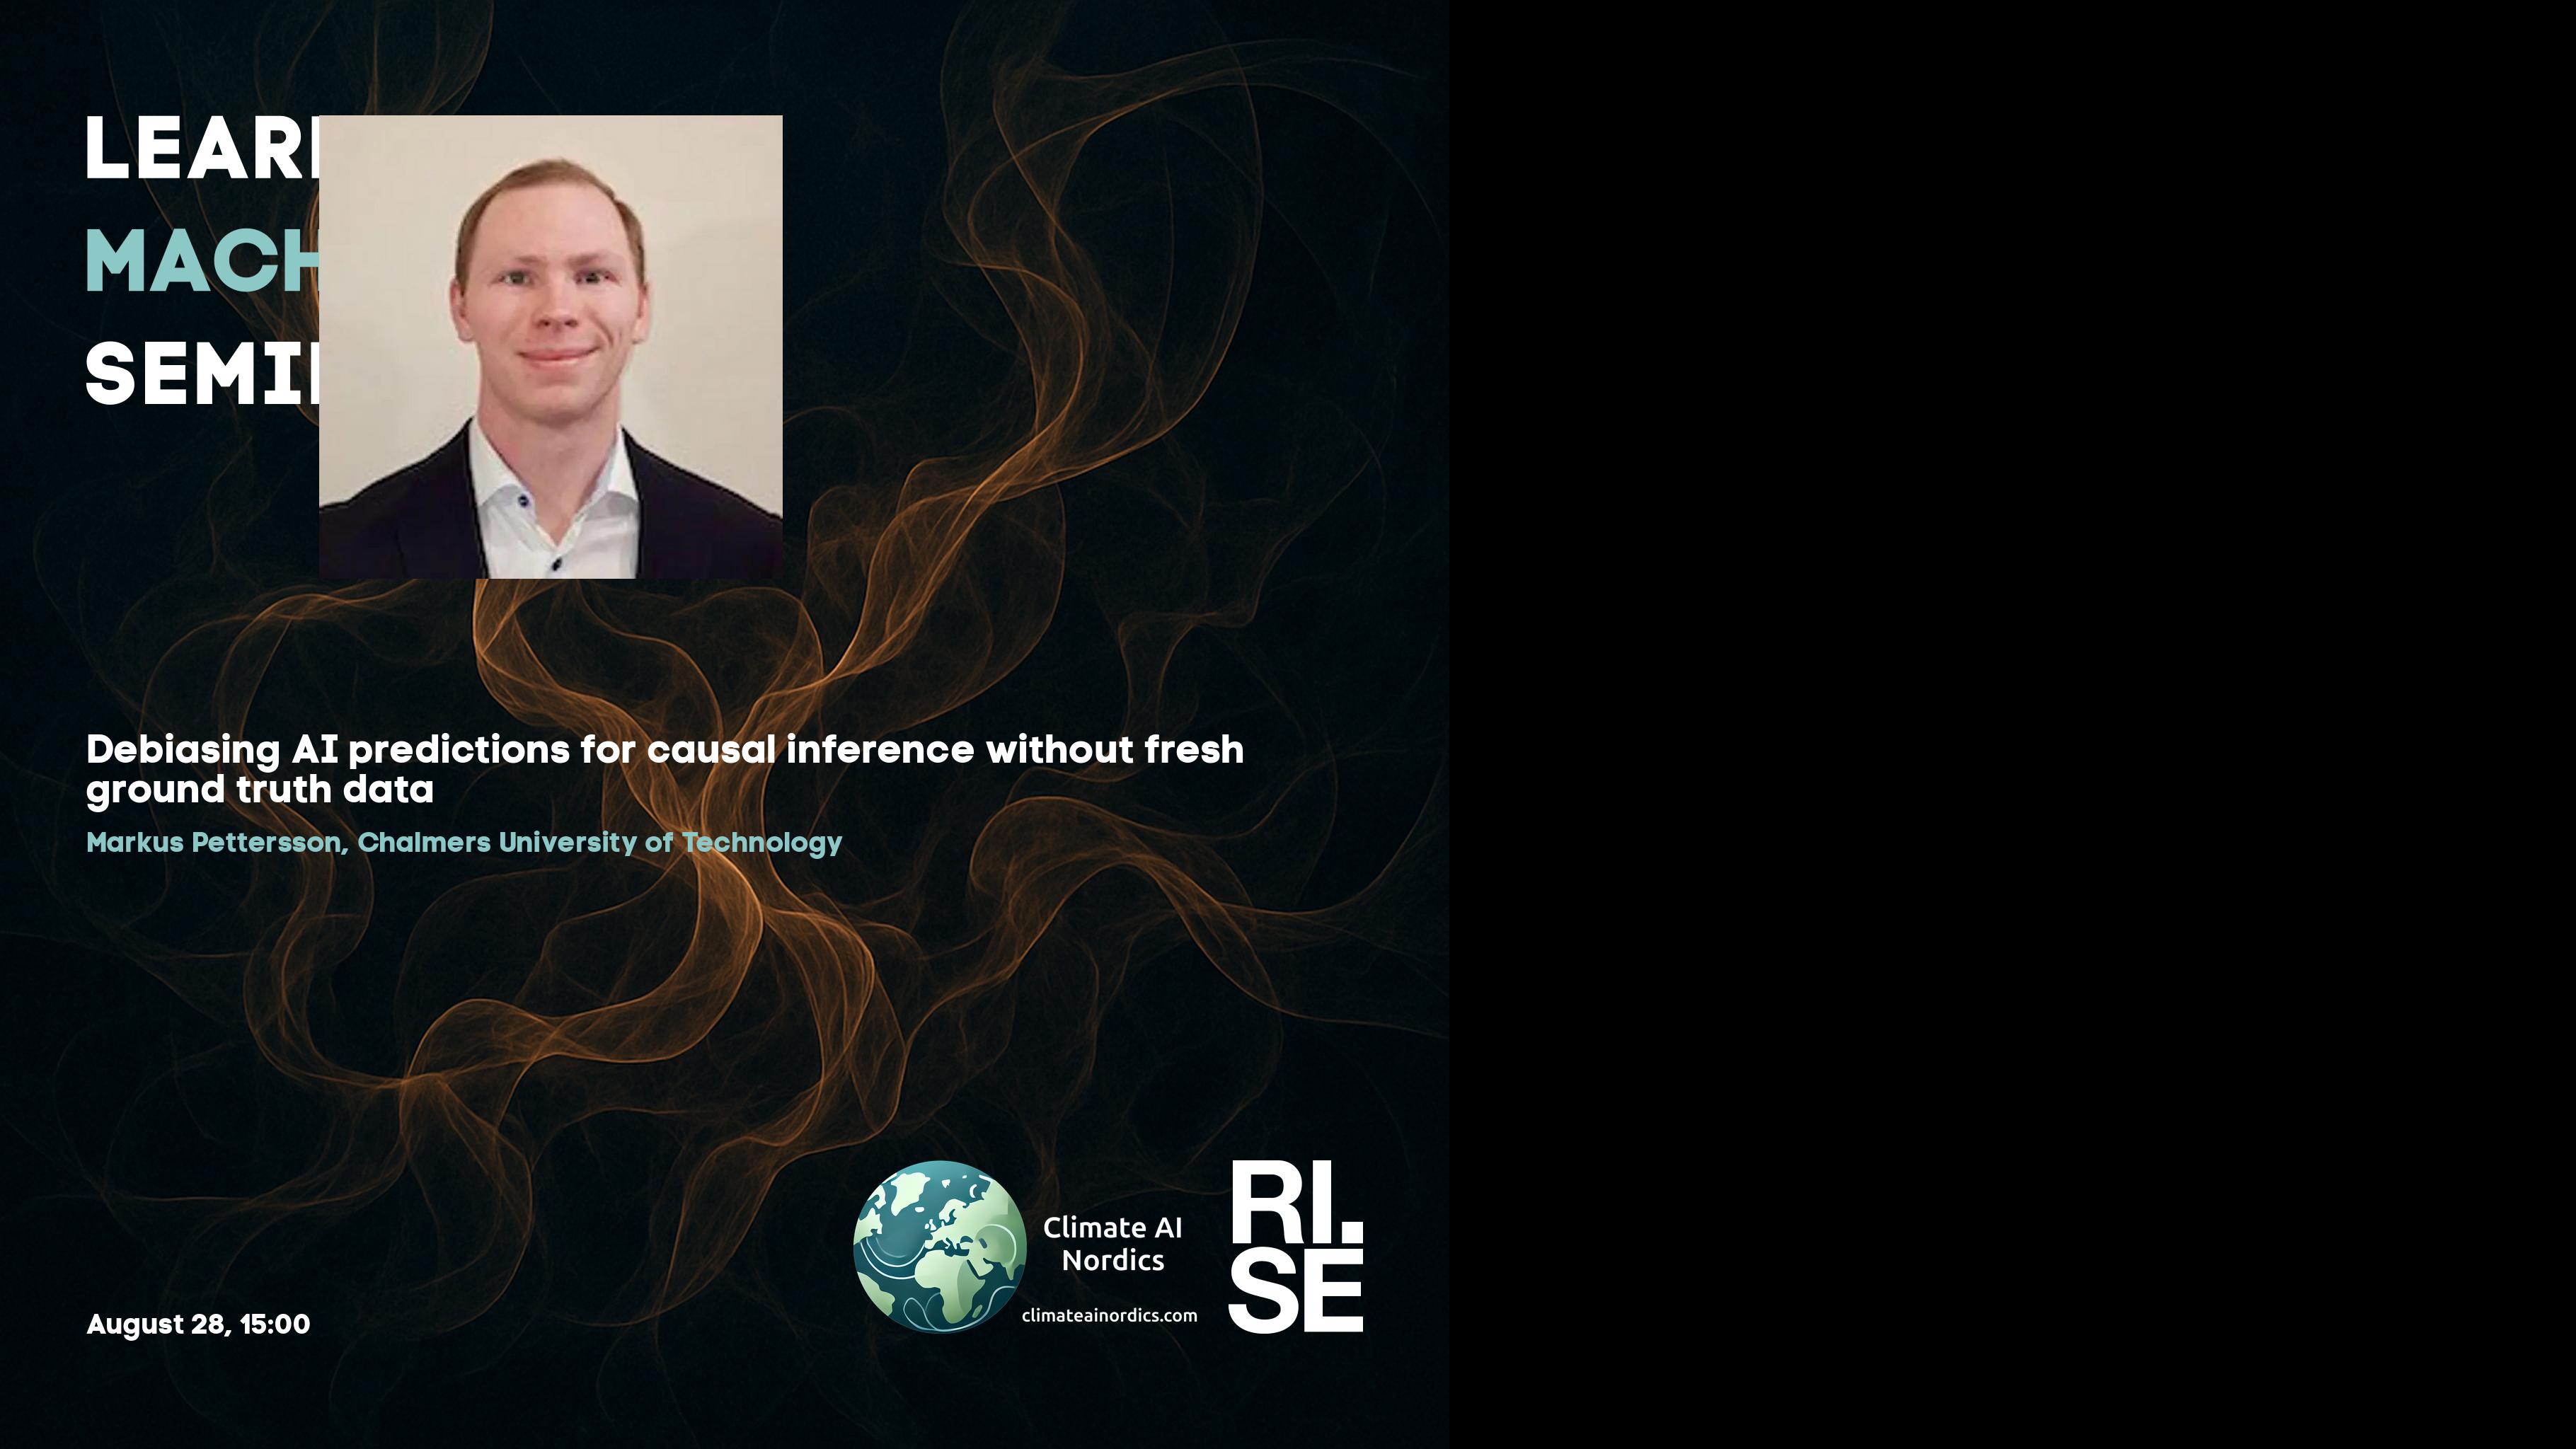 LEAR
MACH
SEMI
Debiasing AI predictions for causal inference without fresh
ground truth data
Markus Pettersson, Chalmers University of Technology
August 28, 15:00
Climate AI
Nordics
climateainordics.com
RI.
SE